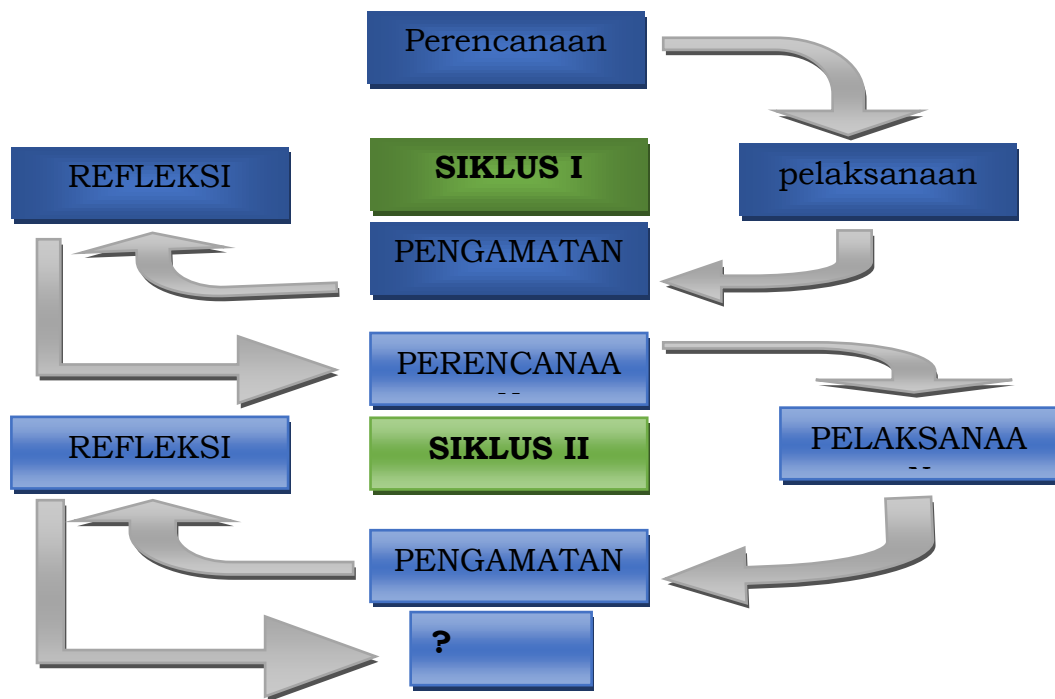 Perencanaan
REFLEKSI
SIKLUS I
pelaksanaan
PENGAMATAN
PERENCANAA
REFLEKSI
SIKLUS II
PELAKSANAA
PENGAMATAN
?